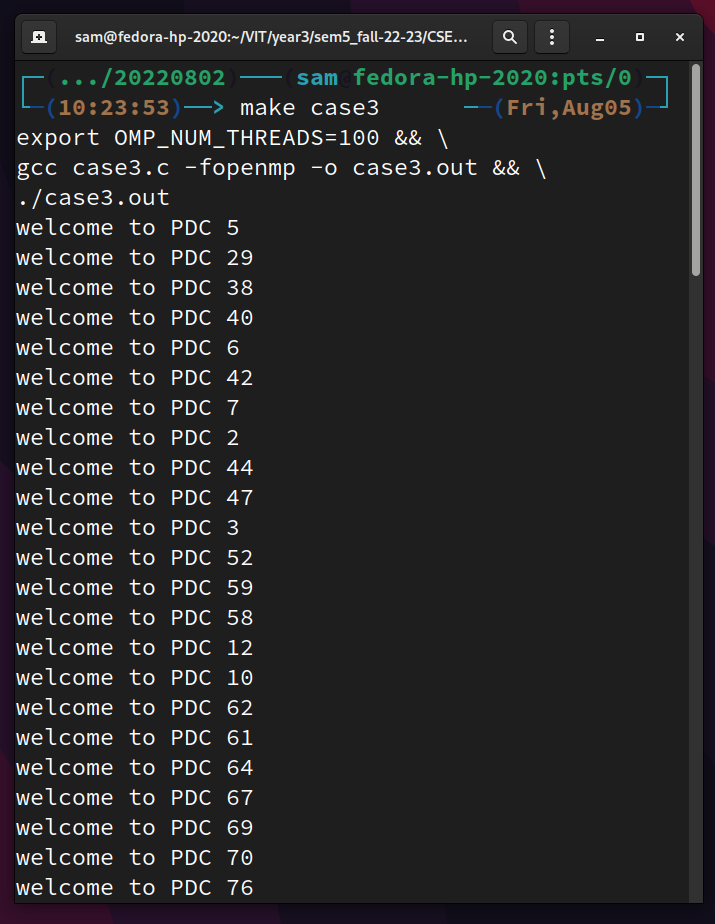 sam@fedora-hp-2020:~/VIT/year3/sem5_fall-22-23/CSE...
(.../20220802)──(sam@fedora-hp-2020:pts/0)
(10:23:53)──> make case3 ──(Fri,Aug05)
export OMP_NUM_THREADS=100 && \
gcc case3.c -fopenmp -o case3.out && \
./case3.out
welcome to PDC 5
welcome to PDC 29
welcome to PDC 38
welcome to PDC 40
welcome to PDC 6
welcome to PDC 42
welcome to PDC 7
welcome to PDC 2
welcome to PDC 44
welcome to PDC 47
welcome to PDC 3
welcome to PDC 52
welcome to PDC 59
welcome to PDC 58
welcome to PDC 12
welcome to PDC 10
welcome to PDC 62
welcome to PDC 61
welcome to PDC 64
welcome to PDC 67
welcome to PDC 69
welcome to PDC 70
welcome to PDC 76